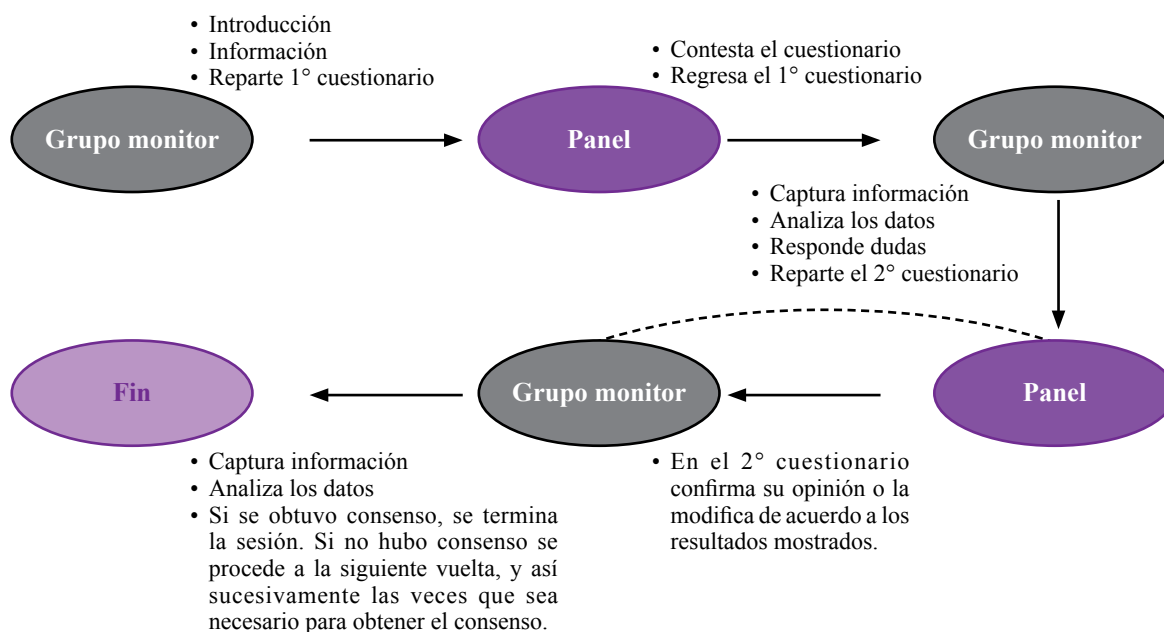 • Introducción
• Información
• Reparte 1° cuestionario
• Contesta el cuestionario
• Regresa el 1° cuestionario
Grupo monitor
Panel
Grupo monitor
• Captura información
• Analiza los datos
• Responde dudas
• Reparte el 2° cuestionario
Fin
Grupo monitor
Panel
• Captura información
• Analiza los datos
• Si se obtuvo consenso, se termina
la sesión. Si no hubo consenso se
procede a la siguiente vuelta, y así
sucesivamente las veces que sea
necesario para obtener el consenso.
• En el 2° cuestionario
confirma su opinión o la
modifica de acuerdo a los
resultados mostrados.